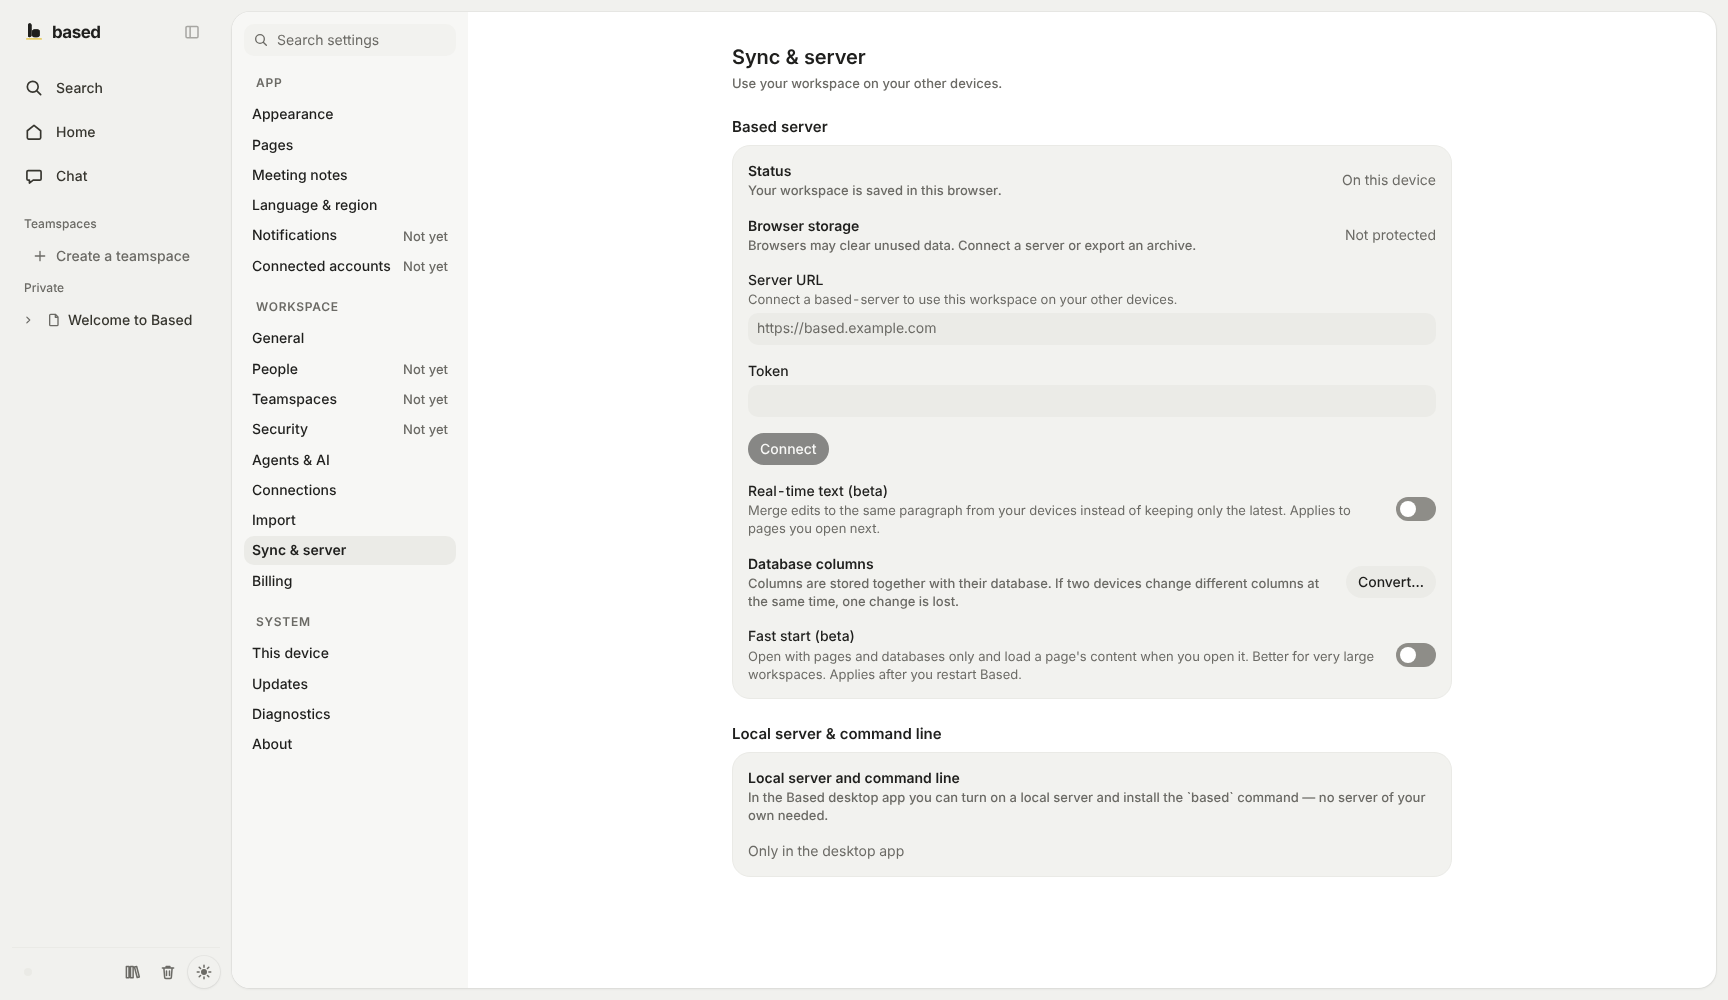 based
Search
Home
Chat
Teamspaces
Create a teamspace
Private
Welcome to Based
Search settings
APP
Appearance
Pages
Meeting notes
Language & region
Notifications Not yet
Connected accounts Not yet
WORKSPACE
General
People Not yet
Teamspaces Not yet
Security Not yet
Agents & AI
Connections
Import
Sync & server
Billing
SYSTEM
This device
Updates
Diagnostics
About
Sync & server
Use your workspace on your other devices.
Based server
Status
Your workspace is saved in this browser.
On this device
Browser storage
Browsers may clear unused data. Connect a server or export an archive.
Not protected
Server URL
Connect a based-server to use this workspace on your other devices.
https://based.example.com
Token
Connect
Real-time text (beta)
Merge edits to the same paragraph from your devices instead of keeping only the latest. Applies to
pages you open next.
Database columns
Columns are stored together with their database. If two devices change different columns at
the same time, one change is lost.
Convert...
Fast start (beta)
Open with pages and databases only and load a page's content when you open it. Better for very large
workspaces. Applies after you restart Based.
Local server & command line
Local server and command line
In the Based desktop app you can turn on a local server and install the `based` command — no server of your
own needed.
Only in the desktop app